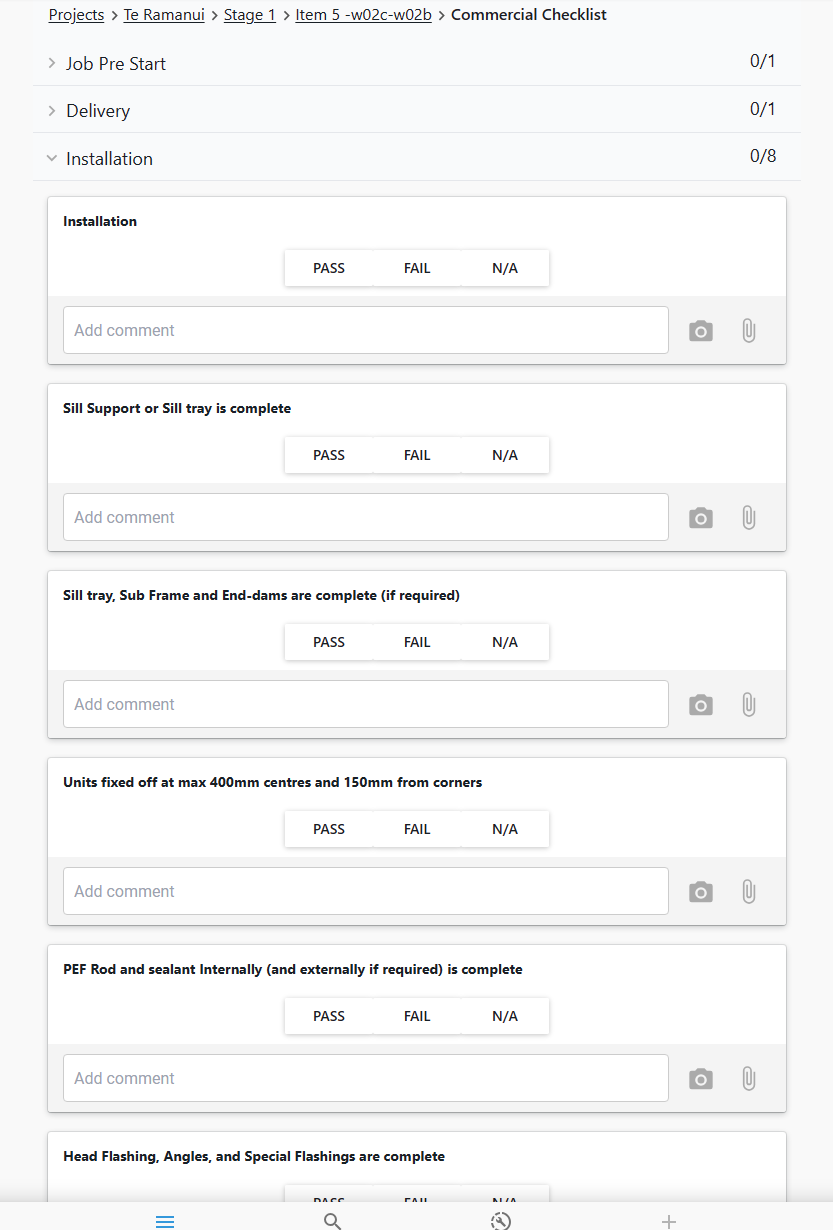 Projects > Te Ramanui > Stage 1 > Item 5 -w02c-w02b > Commercial Checklist
Job Pre Start 0/1
Delivery 0/1
Installation 0/8
Installation
PASS FAIL N/A
Add comment
Sill Support or Sill tray is complete
PASS FAIL N/A
Add comment
Sill tray, Sub Frame and End-dams are complete (if required)
PASS FAIL N/A
Add comment
Units fixed off at max 400mm centres and 150mm from corners
PASS FAIL N/A
Add comment
PEF Rod and sealant Internally (and externally if required) is complete
PASS FAIL N/A
Add comment
Head Flashing, Angles, and Special Flashings are complete
PASS FAIL N/A